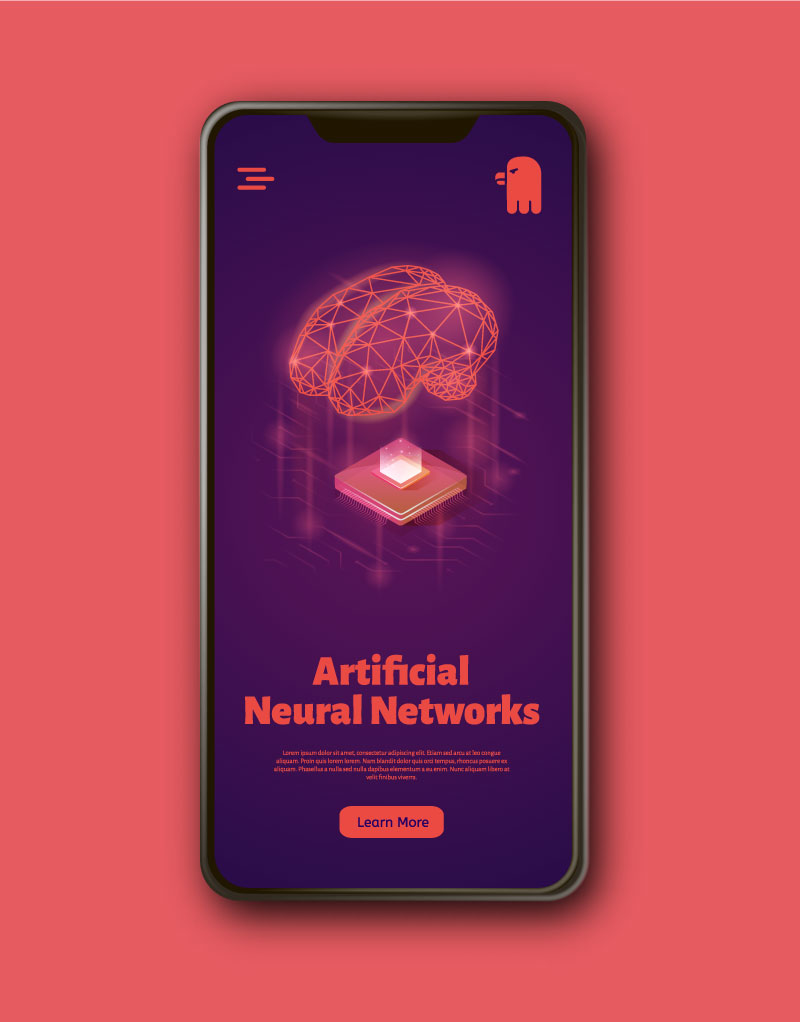 Artificial
Neural Networks
Lorem ipsum dolor sit amet, consectetur adipiscing elit. Etiam sed arcu at leo congue
aliquam. Proin quis lorem lorem. Nam blandit dolor quis orci tempus, rhoncus posuere ex
aliquam. Phasellus a nulla sed nulla dapibus elementum a eu enim. Nunc aliquam libero at
velit finibus viverra.
Learn More